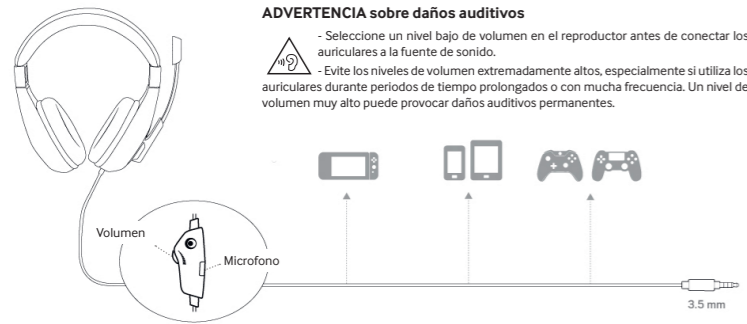 ADVERTENCIA sobre daños auditivos
- Seleccione un nivel bajo de volumen en el reproductor antes de conectar los
auriculares a la fuente de sonido.
- Evite los niveles de volumen extremadamente altos, especialmente si utiliza los
auriculares durante periodos de tiempo prolongados o con mucha frecuencia. Un nivel de
volumen muy alto puede provocar daños auditivos permanentes.
Volumen
Microfono
3.5 mm